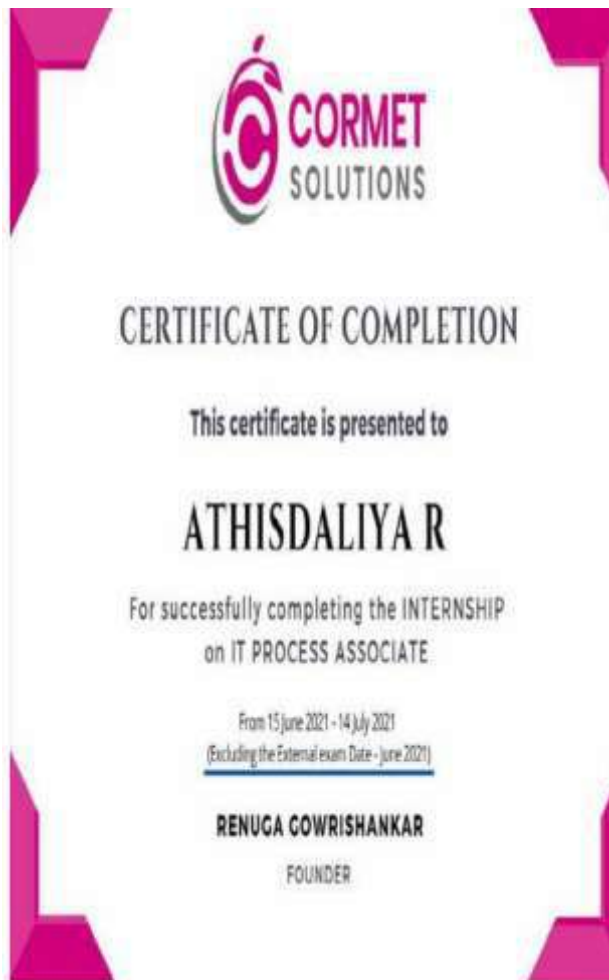 CORMET
SOLUTIONS
CERTIFICATE OF COMPLETION
This certificate is presented to
ATHISDALIYA R
For successfully completing the INTERNSHIP
on IT PROCESS ASSOCIATE
From 15 June 2021 - 14 July 2021
(Excluding the External exam Date - June 2021)
RENUGA GOWRISHANKAR
FOUNDER